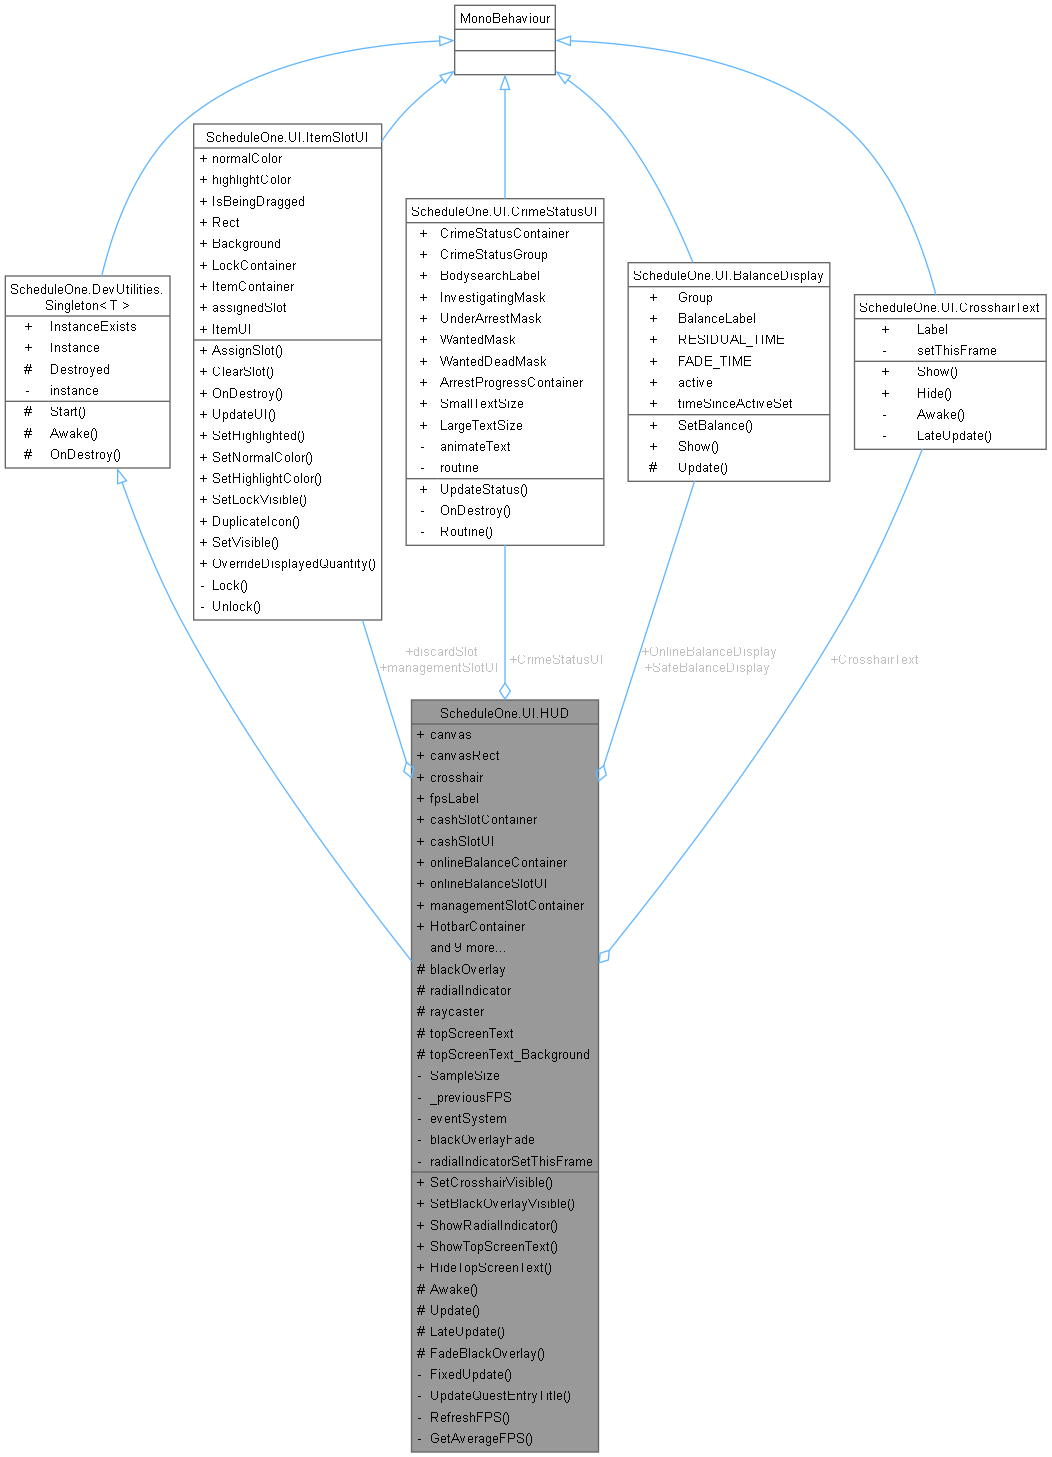 MonoBehaviour
ScheduleOne.UI.ItemSlotUI
+ normalColor
+ highlightColor
+ IsBeingDragged
+ Rect
+ Background
+ LockContainer
+ ItemContainer
+ assignedSlot
+ ItemUI
+ AssignSlot()
+ ClearSlot()
+ OnDestroy()
+ UpdateUI()
+ SetHighlighted()
+ SetNormalColor()
+ SetHighlightColor()
+ SetLockVisible()
+ DuplicateIcon()
+ SetVisible()
+ OverrideDisplayedQuantity()
- Lock()
- Unlock()
ScheduleOne.UI.CrimeStatusUI
+ CrimeStatusContainer
+ CrimeStatusGroup
+ BodysearchLabel
+ InvestigatingMask
+ UnderArrestMask
+ WantedMask
+ WantedDeadMask
+ ArrestProgressContainer
+ SmallTextSize
+ LargeTextSize
- animateText
- routine
+ UpdateStatus()
- OnDestroy()
- Routine()
ScheduleOne.UI.BalanceDisplay
+ Group
+ BalanceLabel
+ RESIDUAL_TIME
+ FADE_TIME
+ active
+ timeSinceActiveSet
+ SetBalance()
+ Show()
# Update()
ScheduleOne.DevUtilities.
Singleton< T >
+ InstanceExists
+ Instance
# Destroyed
- instance
# Start()
# Awake()
# OnDestroy()
ScheduleOne.UI.CrosshairText
+ Label
- setThisFrame
+ Show()
+ Hide()
- Awake()
- LateUpdate()
+discardSlot
+managementSlotUI
+CrimeStatusUI
+OnlineBalanceDisplay
+SafeBalanceDisplay
+CrosshairText
ScheduleOne.UI.HUD
+ canvas
+ canvasRect
+ crosshair
+ fpsLabel
+ cashSlotContainer
+ cashSlotUI
+ onlineBalanceContainer
+ onlineBalanceSlotUI
+ managementSlotContainer
+ HotbarContainer
and 9 more...
# blackOverlay
# radialIndicator
# raycaster
# topScreenText
# topScreenText_Background
- SampleSize
- _previousFPS
- eventSystem
- blackOverlayFade
- radialIndicatorSetThisFrame
+ SetCrosshairVisible()
+ SetBlackOverlayVisible()
+ ShowRadialIndicator()
+ ShowTopScreenText()
+ HideTopScreenText()
# Awake()
# Update()
# LateUpdate()
# FadeBlackOverlay()
- FixedUpdate()
- UpdateQuestEntryTitle()
- RefreshFPS()
- GetAverageFPS()